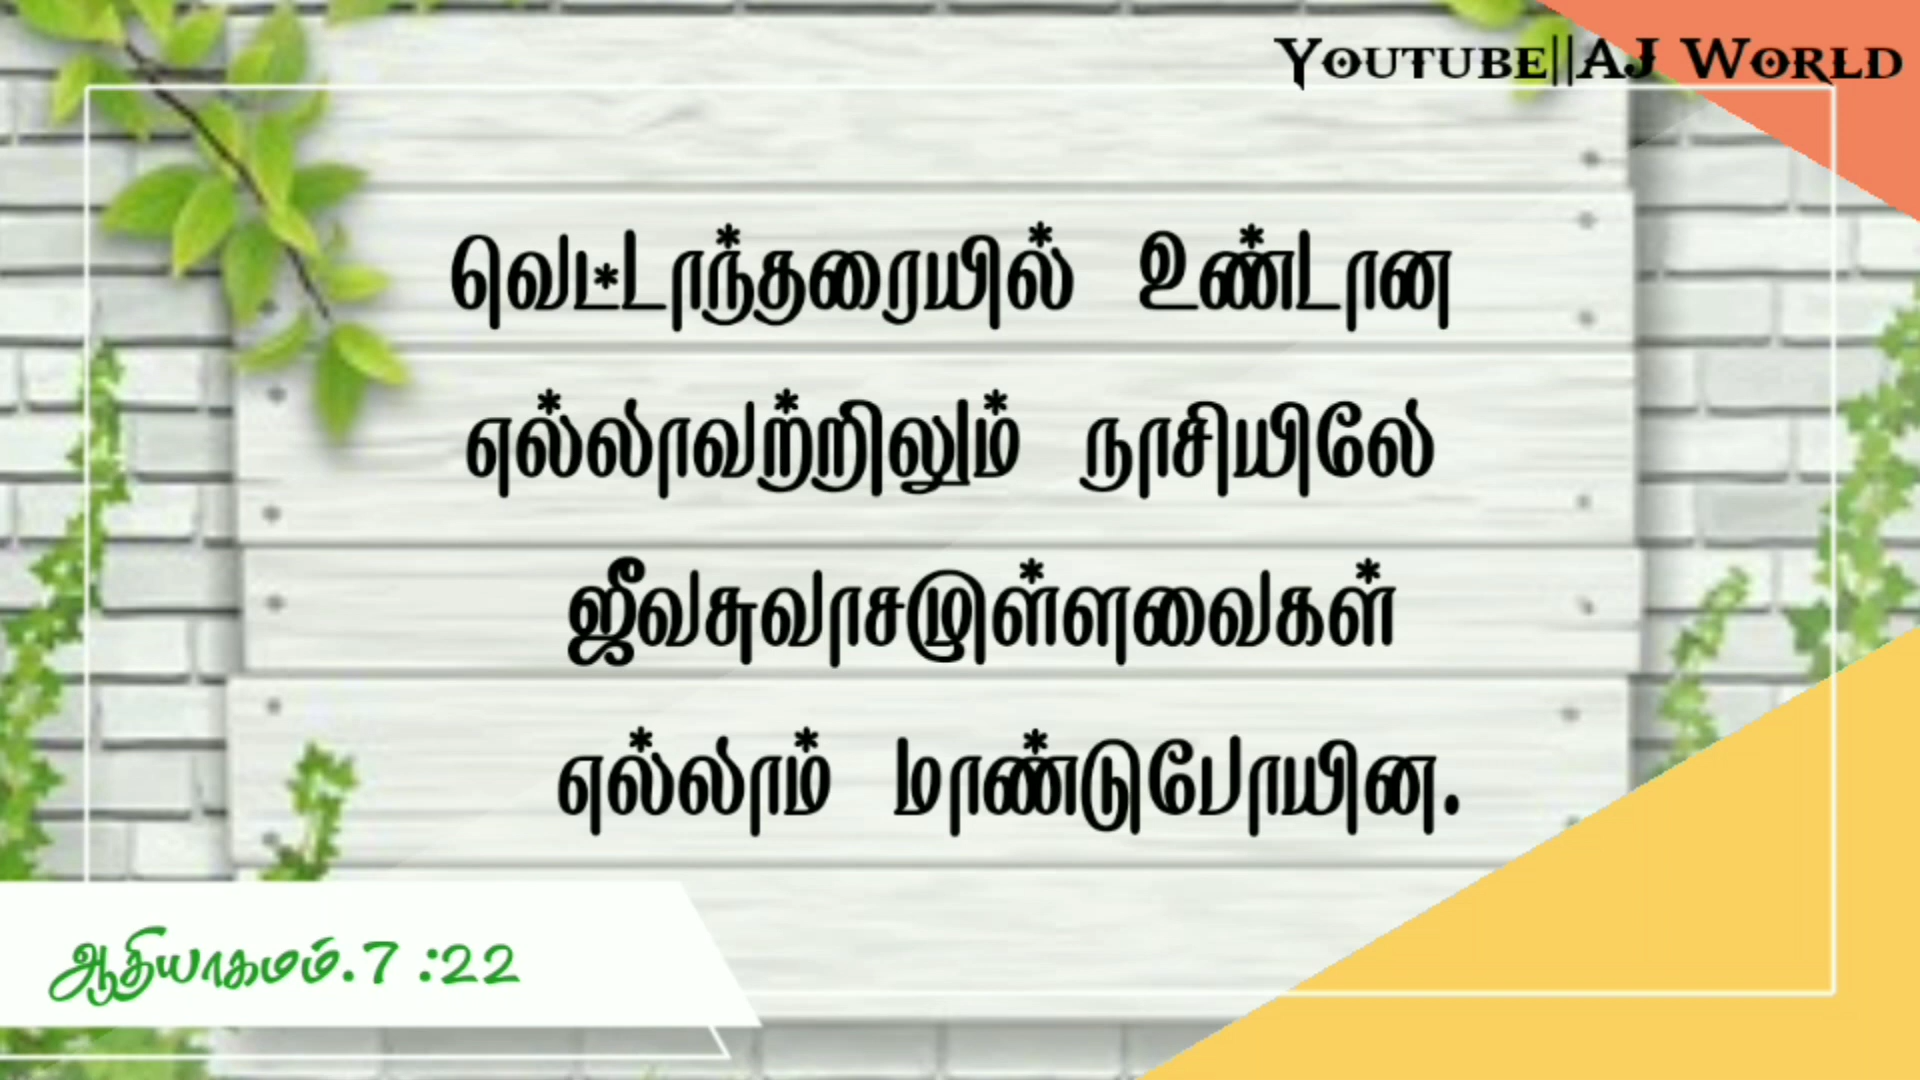 Youtube||AJ World
வெட்டாந்தரையில் உண்டான
எல்லாவற்றிலும் நாசியிலே
ஜீவசுவாசமுள்ளவைகள்
எல்லாம் மாண்டுபோயின.
ஆதியாகமம்.7 :22